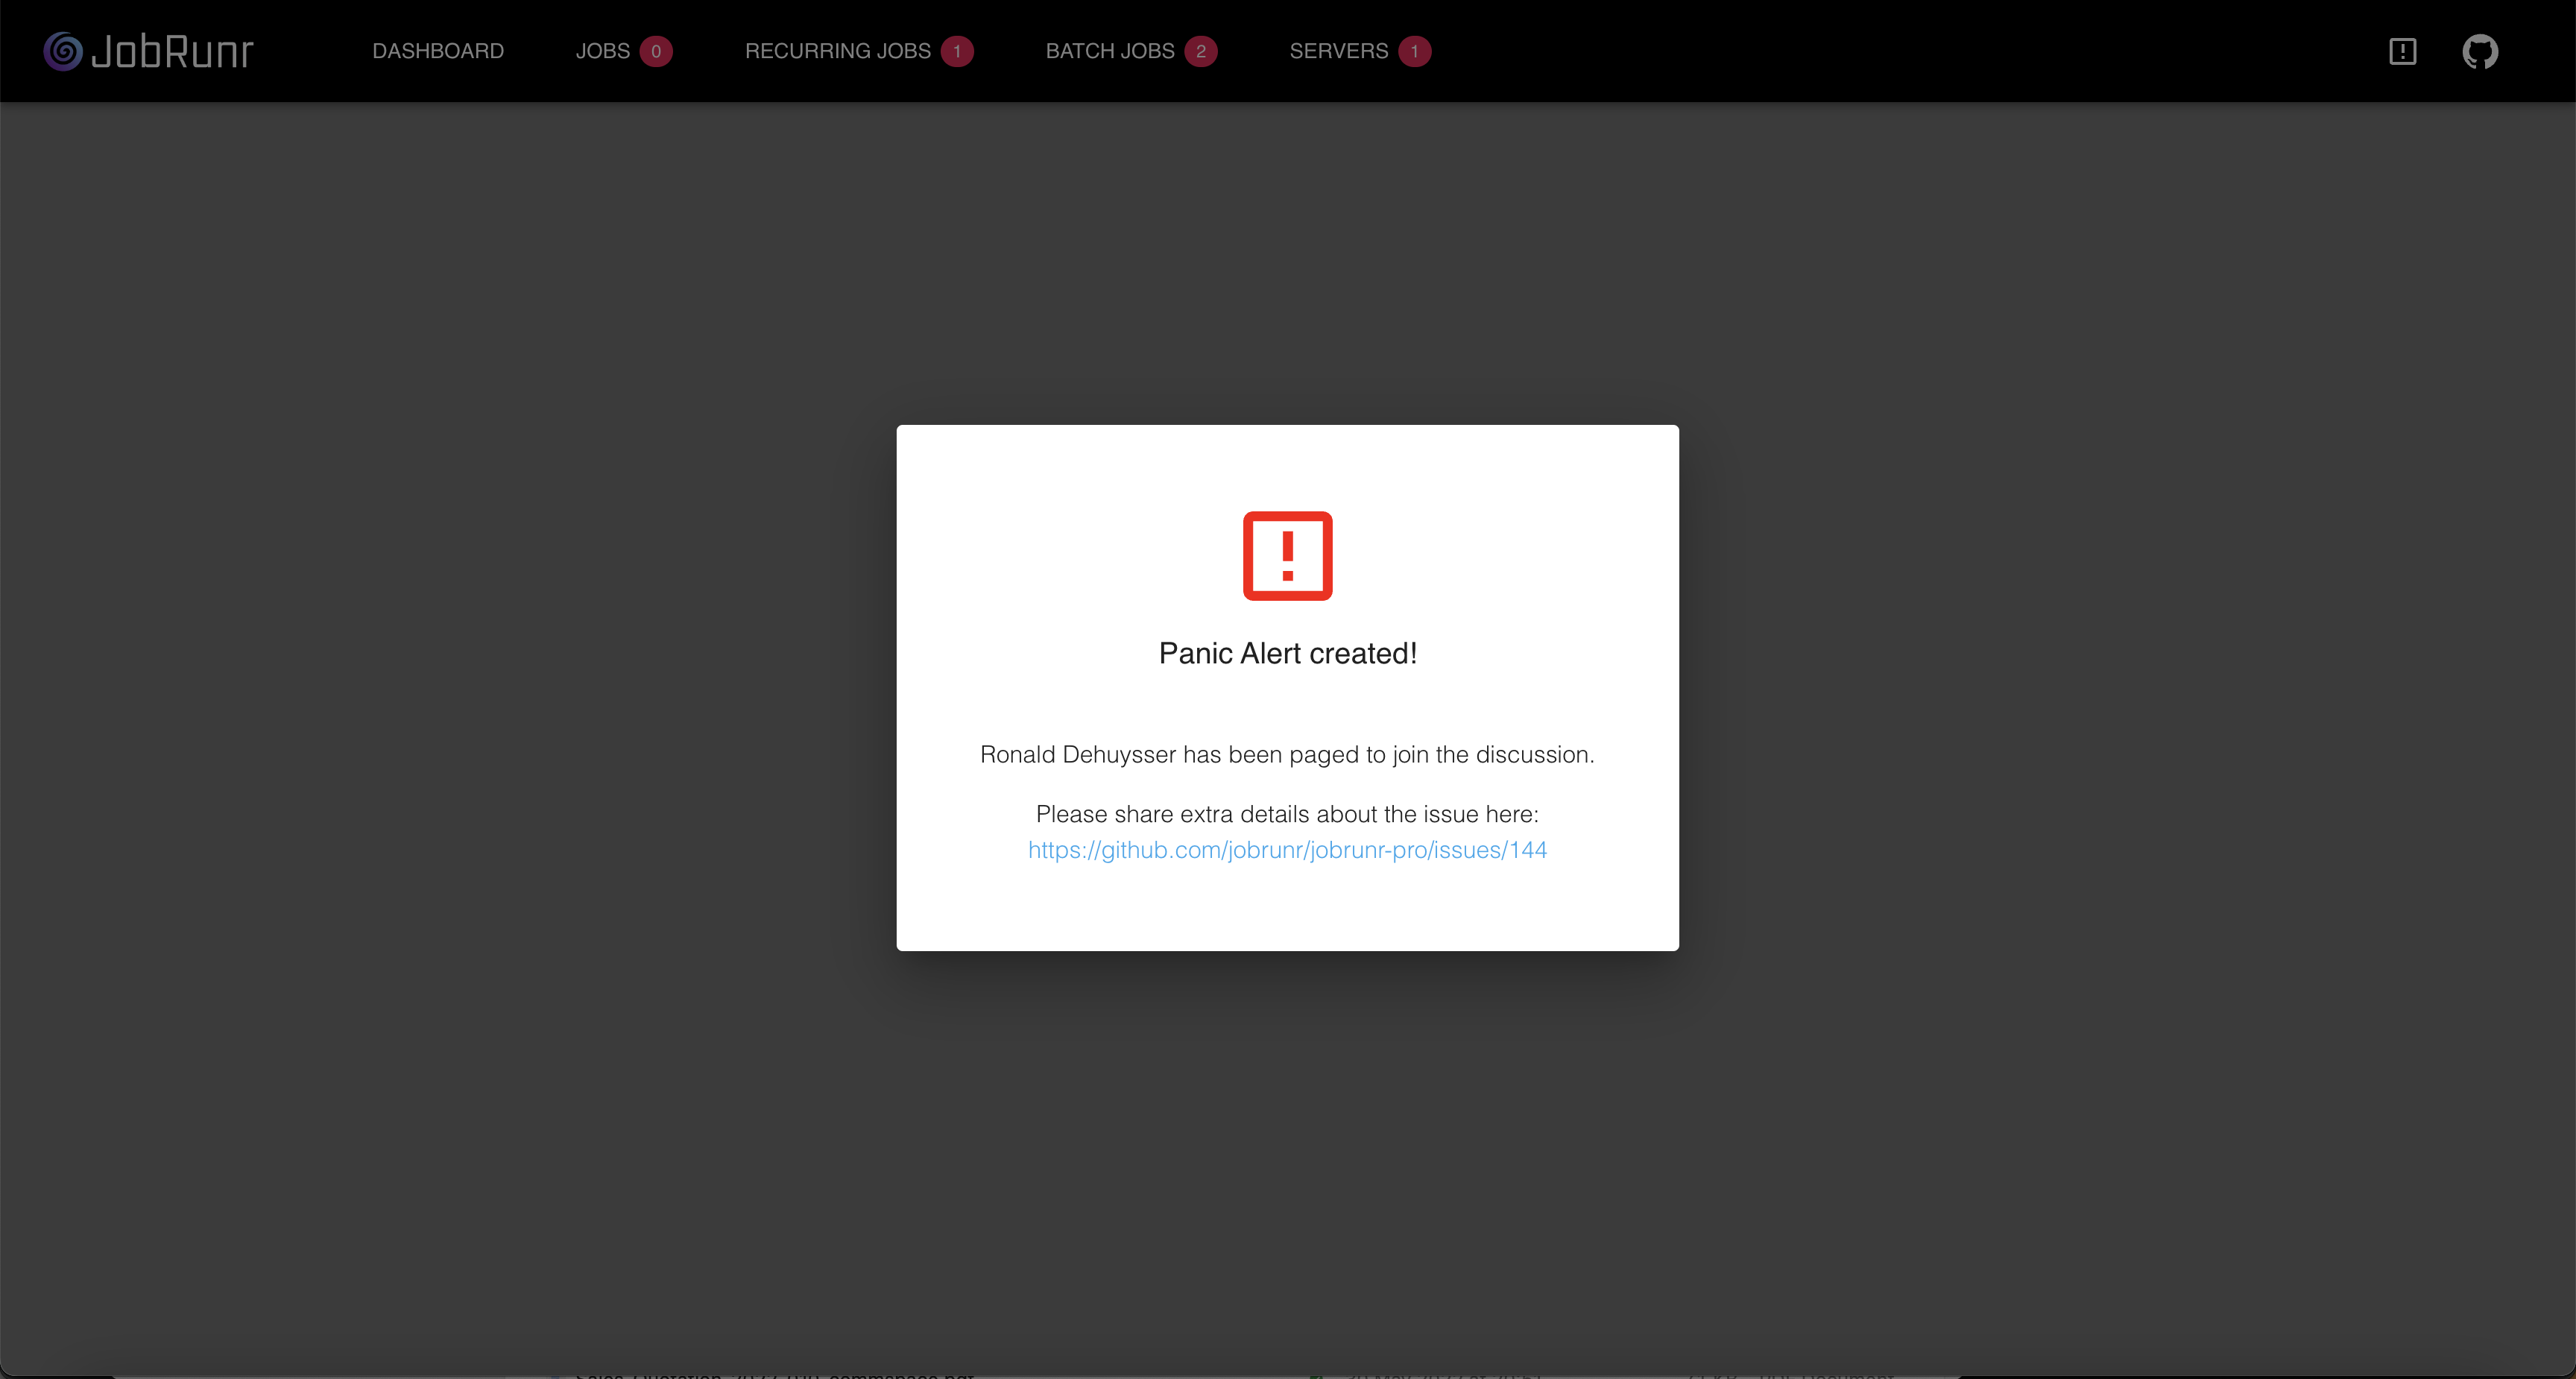 JobRunr
DASHBOARD
JOBS 0
RECURRING JOBS 1
BATCH JOBS 2
SERVERS 1
Panic Alert created!
Ronald Dehuysser has been paged to join the discussion.
Please share extra details about the issue here:
https://github.com/jobrunr/jobrunr-pro/issues/144